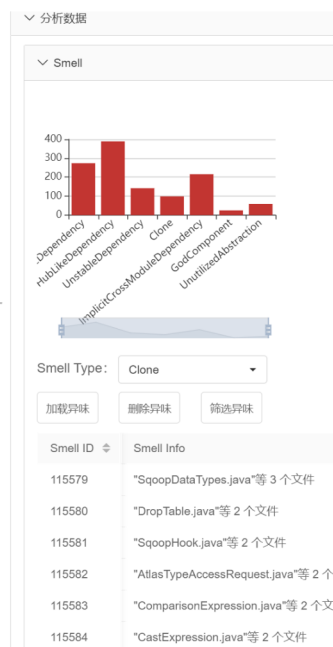 分析数据
Smell
400
300
200
100
0
Dependency
HubLikeDependency
UnstableDependency
Clone
ImplicitCrossModuleDependency
GodComponent
UnutilizedAbstraction
Smell Type:
Clone
加载异味 删除异味 筛选异味
Smell ID Smell Info
115579 "SqoopDataTypes.java"等 3 个文件
115580 "DropTable.java"等 2 个文件
115581 "SqoopHook.java"等 2 个文件
115582 "AtlasTypeAccessRequest.java"等 2 个
115583 "ComparisonExpression.java"等 2 个文
115584 "CastExpression.java"等 2 个文件